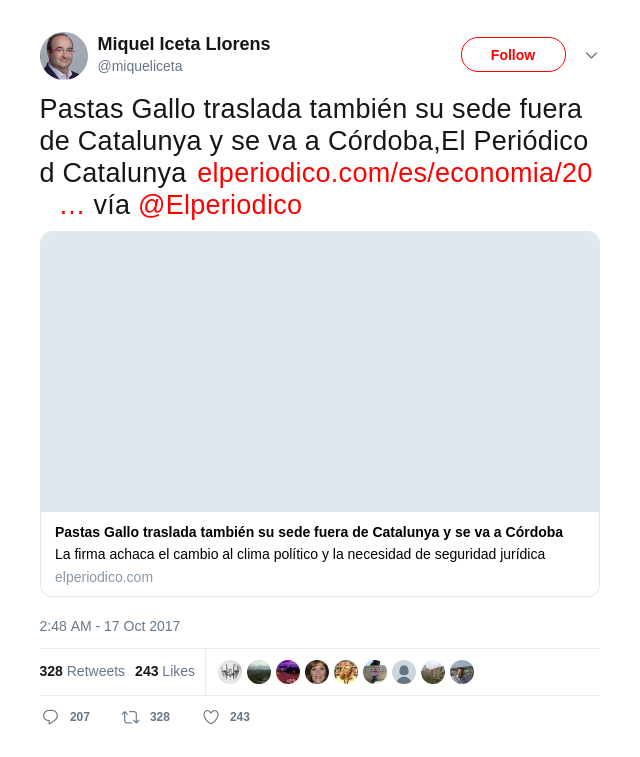 Miquel Iceta Llorens
@miqueliceta
Follow
Pastas Gallo traslada también su sede fuera
de Catalunya y se va a Córdoba,El Periódico
d Catalunya elperiodico.com/es/economia/20
… vía @Elperiodico
Pastas Gallo traslada también su sede fuera de Catalunya y se va a Córdoba
La firma achaca el cambio al clima político y la necesidad de seguridad jurídica
elperiodico.com
2:48 AM - 17 Oct 2017
328 Retweets 243 Likes
207 328 243